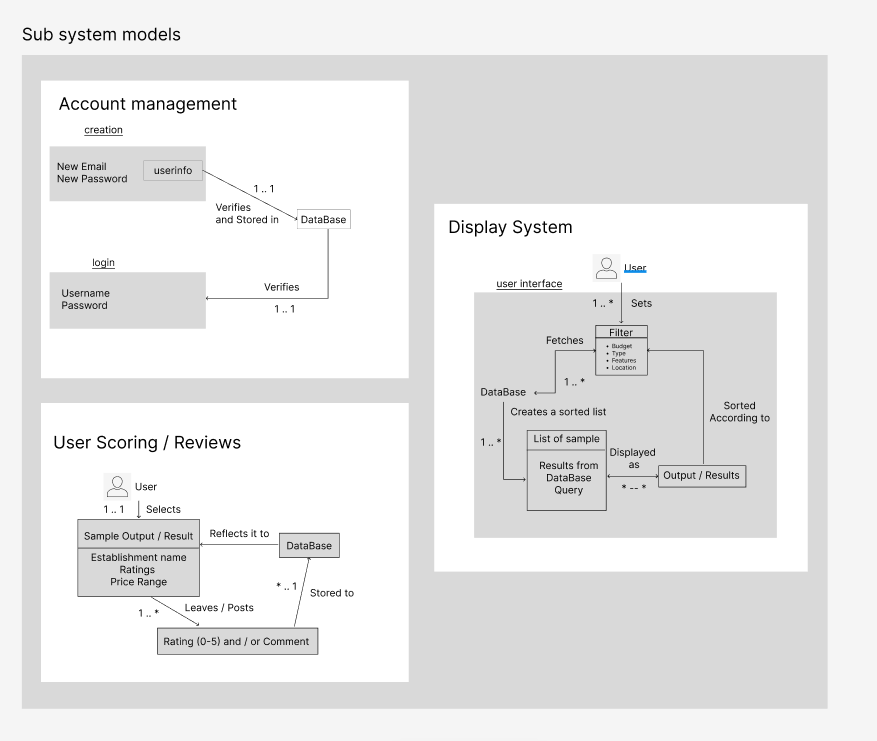 Sub system models
Account management
creation
New Email
New Password
userinfo
1 .. 1
Verifies
and Stored in
DataBase
login
Username
Password
Verifies
1 .. 1
User Scoring / Reviews
User
1 .. 1
Selects
Sample Output / Result
Establishment name
Ratings
Price Range
Reflects it to
DataBase
* .. 1
Stored to
1 .. *
Leaves / Posts
Rating (0-5) and / or Comment
Display System
User
user interface
1 .. *
Sets
Filter
• Budget
• Type
• Features
• Location
Fetches
1 .. *
DataBase
Creates a sorted list
1 .. *
List of sample
Results from
DataBase
Query
Displayed
as
* -- *
Output / Results
Sorted
According to